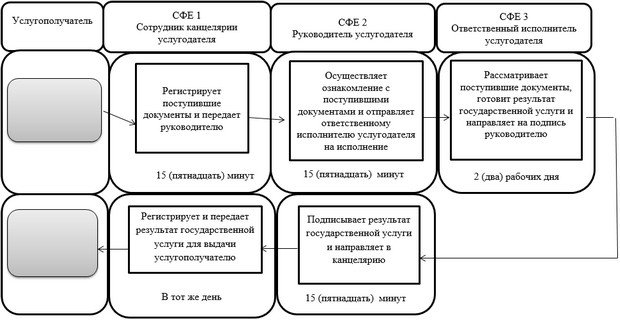 Услугополучатель
СФЕ 1
Сотрудник канцелярии
услугодателя
СФЕ 2
Руководитель услугодателя
СФЕ 3
Ответственный исполнитель
услугодателя
Регистрирует
поступившие
документы и передает
руководителю
15 (пятнадцать) минут
Осуществляет
ознакомление с
поступившими
документами и отправляет
ответственному
исполнителю услугодателя
на исполнение
15 (пятнадцать) минут
Рассматривает
поступившие документы,
готовит результат
государственной услуги и
направляет на подпись
руководителю
2 (два) рабочих дня
Регистрирует и передает
результат государственной
услуги для выдачи
услугополучателю
В тот же день
Подписывает результат
государственной услуги
и направляет в
канцелярию
15 (пятнадцать) минут